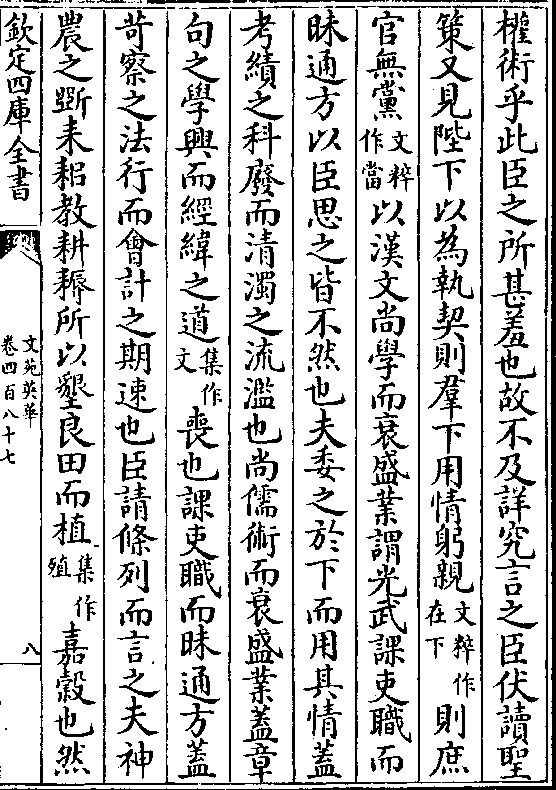 權術乎此臣之所甚羞也故不及詳究言之臣伏讀聖
策又見陛下以為執契則羣下用情躬親文粹作在下則庶
官無黨文粹作當以漢文尚學而衰盛業謂光武課吏職而
昧通方以臣思之皆不然也夫委之於下而用其情蓋
考績之科廢而清濁之流濫也尚儒術而衰盛業蓋章
句之學興而經緯之道集作文喪也課吏職而昧通方蓋
苛察之法行而會計之期速也臣請條列而言之夫神
農之斲耒耜教耕耨所以墾良田而植集作殖嘉穀也然
欽定四庫全書
文苑英華
卷四百八十七
八